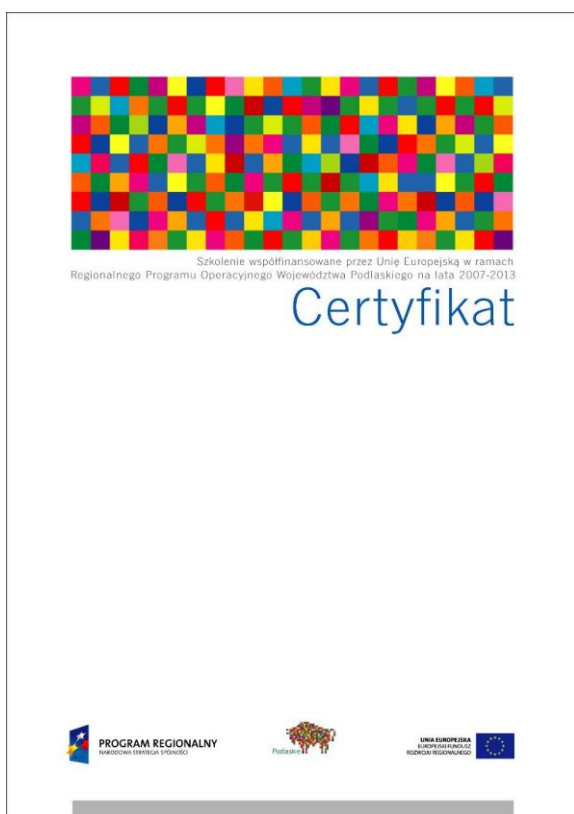 Szkolenie współfinansowane przez Unię Europejską w ramach
Regionalnego Programu Operacyjnego Województwa Podlaskiego na lata 2007-2013
Certyfikat
PROGRAM REGIONALNY
NARODOWA STRATEGIA SPÓJNOŚCI
Podlaskie
UNIA EUROPEJSKA
EUROPEJSKI FUNDUSZ
ROZWOJU REGIONALNEGO